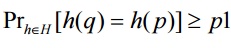 Pr_{h∈H}[h(q) = h(p)] ≥ p1